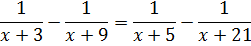 1/(x + 3) − 1/(x + 9) = 1/(x + 5) − 1/(x + 21)